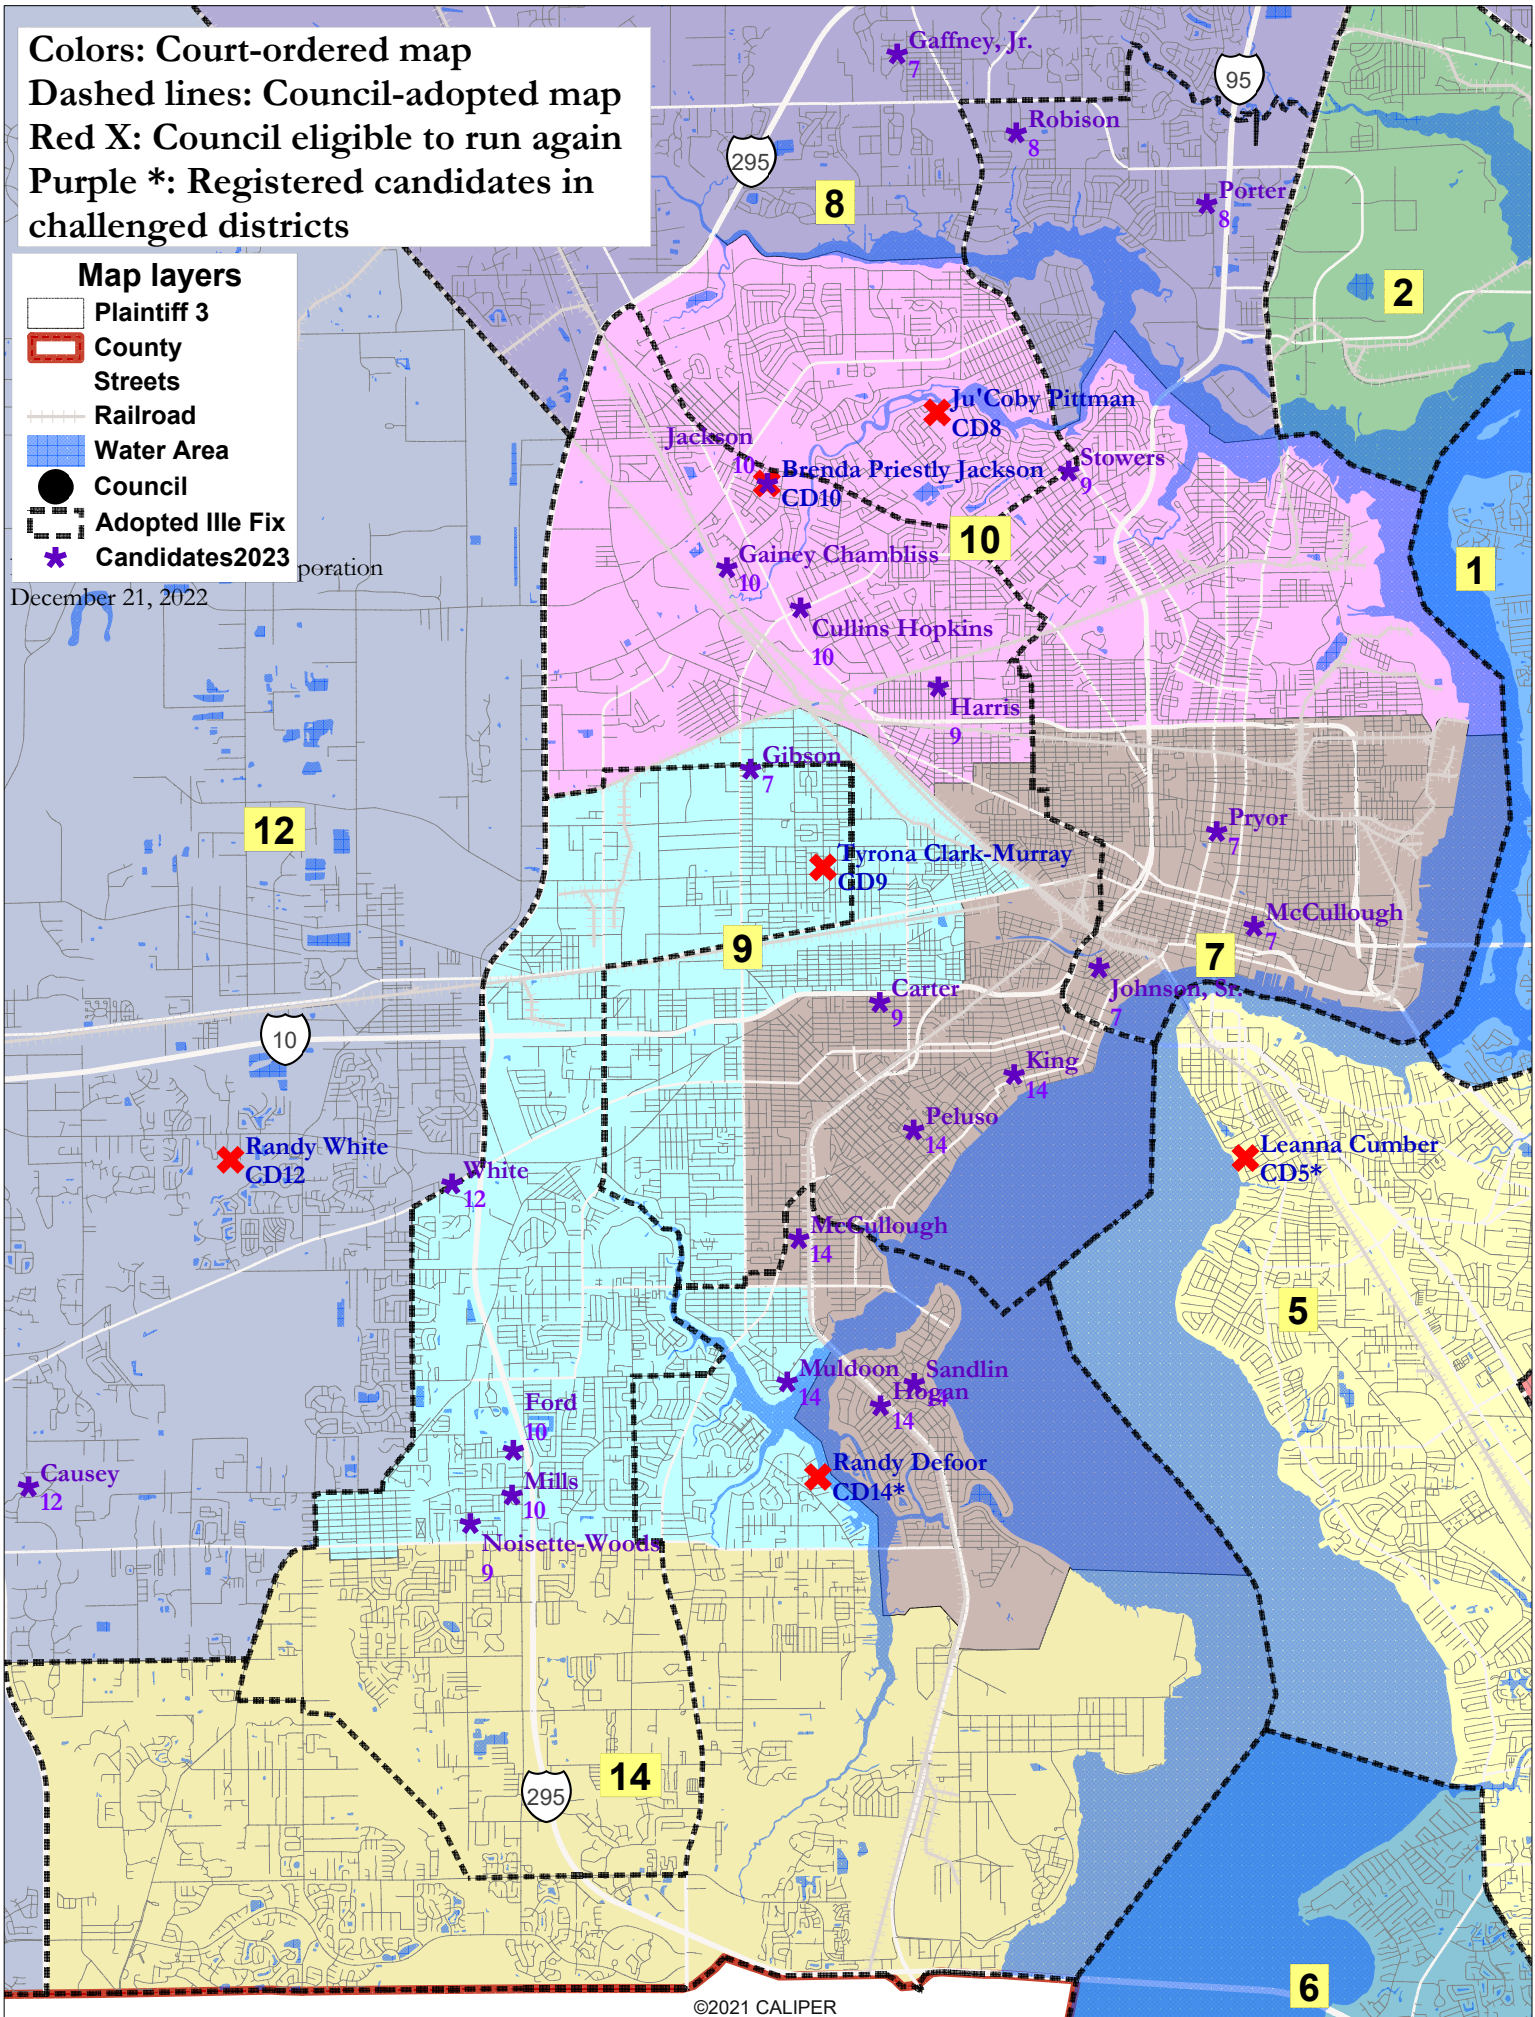 Colors: Court-ordered map
Dashed lines: Council-adopted map
Red X: Council eligible to run again
Purple *: Registered candidates in
challenged districts
Map layers
Plaintiff 3
County
Streets
Railroad
Water Area
Council
Adopted Ille Fix
Candidates2023
poration
December 21, 2022
Gaffney, Jr.
7
95
Robison
8
295
Porter
8
8
2
Ju'Coby Pittman
CD8
Jackson
10
Brenda Priestly Jackson
CD10
Stowers
9
10
Gainey Chambliss
10
1
Cullins Hopkins
10
Harris
9
Gibson
7
12
Pryor
7
Tyrona Clark-Murray
CD9
McCullough
7
9
7
Carter
9
Johnson, Sr.
7
10
King
14
Peluso
14
Randy White
CD12
White
12
Leanna Cumber
CD5*
McCullough
14
5
Muldoon
14
Sandlin
Hogan
14
Ford
10
Randy Defoor
CD14*
Causey
12
Mills
10
Noisette-Woods
9
14
295
6
©2021 CALIPER